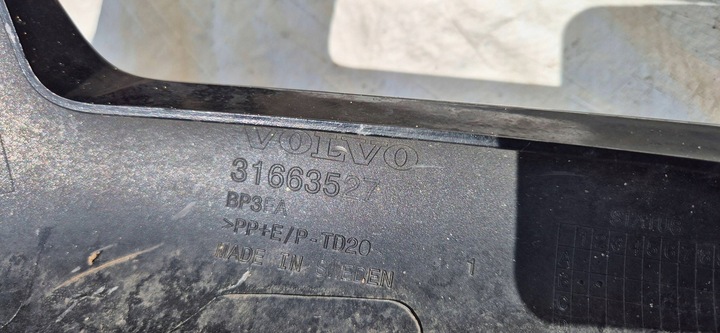 VOLVO
31663527
>PP+E/P-TD20
MADE IN SWEDEN
1